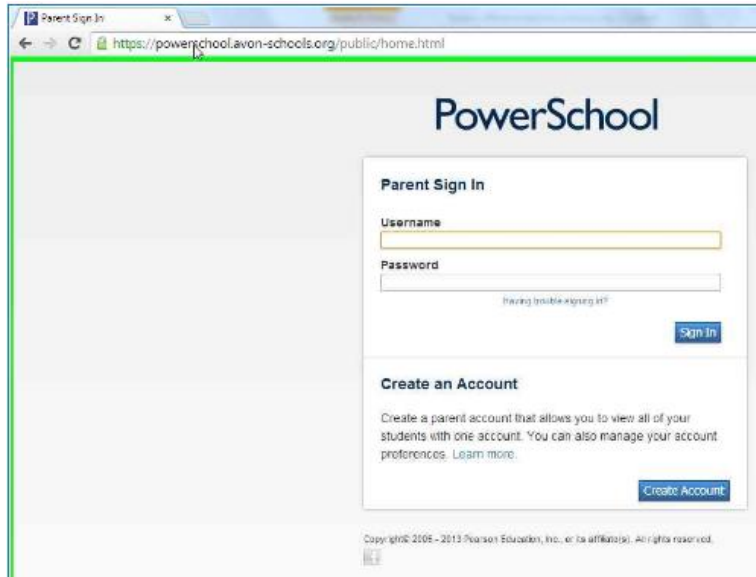 Parent Sign In
https://powerschool.avon-schools.org/public/home.html
PowerSchool
Parent Sign In
Username
Password
Having trouble signing in?
Sign In
Create an Account
Create a parent account that allows you to view all of your
students with one account. You can also manage your account
preferences. Learn more.
Create Account
Copyright© 2005 - 2013 Pearson Education, Inc., or its affiliate(s). All rights reserved.